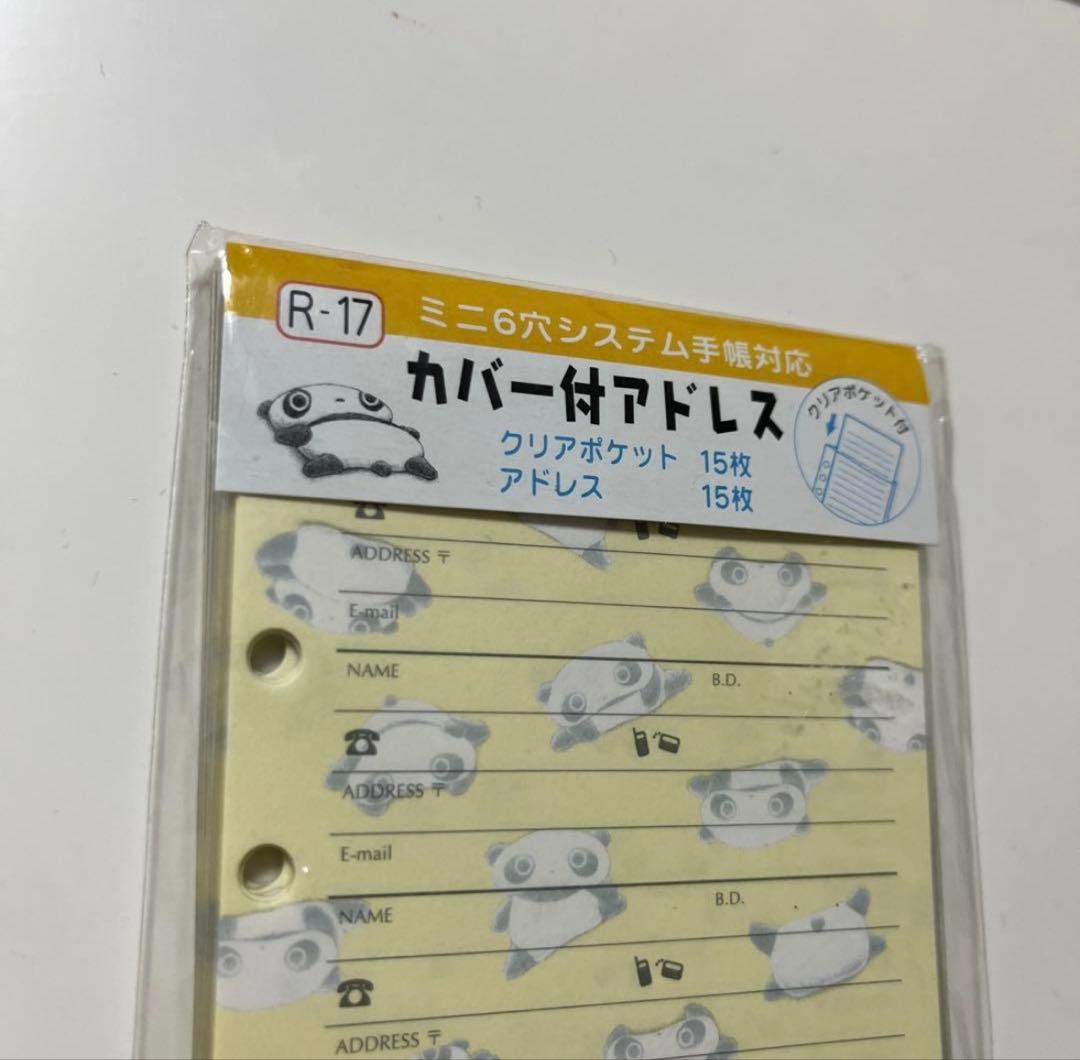 R-17 ミニ6穴システム手帳対応
カバー付アドレス
クリアポケット付
クリアポケット 15枚
アドレス 15枚
ADDRESS 〒
E-mail
NAME B.D.
ADDRESS 〒
E-mail
NAME B.D.
ADDRESS 〒